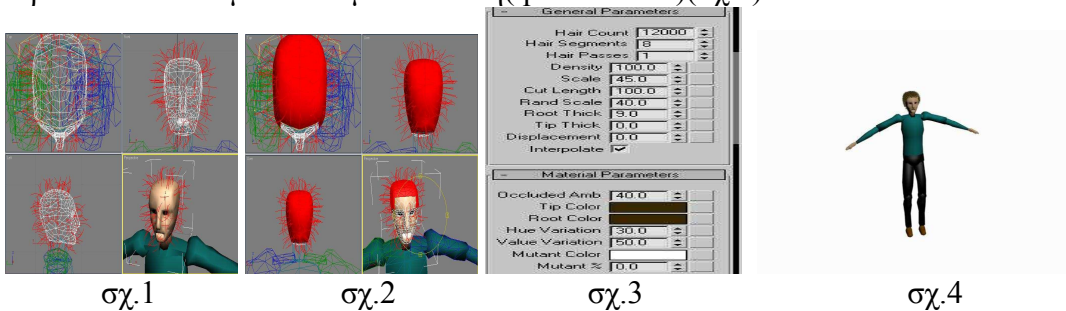 General Parameters
Hair Count 12000
Hair Segments 8
Hair Passes 1
Density 100.0
Scale 45.0
Cut Length 100.0
Rand Scale 40.0
Root Thick 9.0
Tip Thick 0.0
Displacement 0.0
Interpolate
Material Parameters
Occluded Amb 40.0
Tip Color
Root Color
Hue Variation 30.0
Value Variation 50.0
Mutant Color
Mutant % 0.0
σχ.1 σχ.2 σχ.3 σχ.4